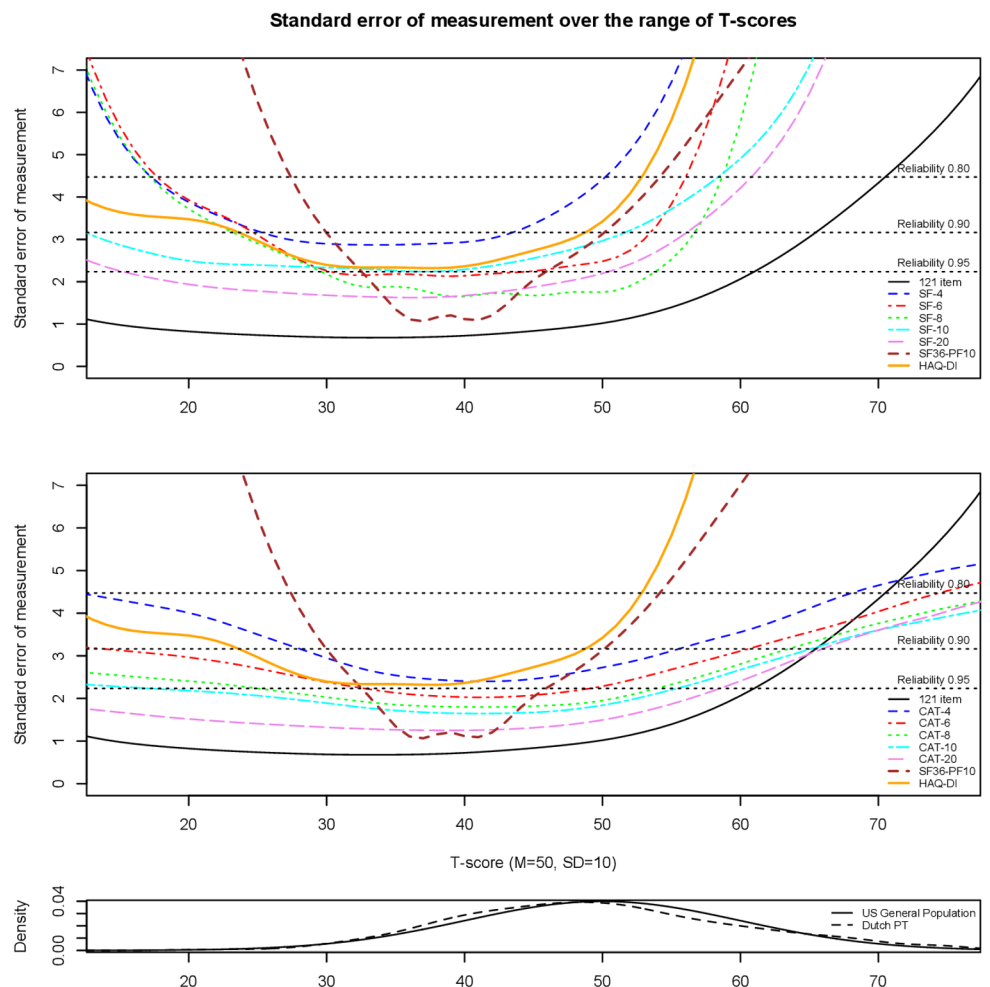 Standard error of measurement over the range of T-scores
Standard error of measurement
7
6
5
4
3
2
1
0
Reliability 0.80
Reliability 0.90
Reliability 0.95
121 item
SF-4
SF-6
SF-8
SF-10
SF-20
SF36-PF10
HAQ-DI
20 30 40 50 60 70
Standard error of measurement
7
6
5
4
3
2
1
0
Reliability 0.80
Reliability 0.90
Reliability 0.95
121 item
CAT-4
CAT-6
CAT-8
CAT-10
CAT-20
SF36-PF10
HAQ-DI
20 30 40 50 60 70
T-score (M=50, SD=10)
Density
0.04
0.00
US General Population
Dutch PT
20 30 40 50 60 70